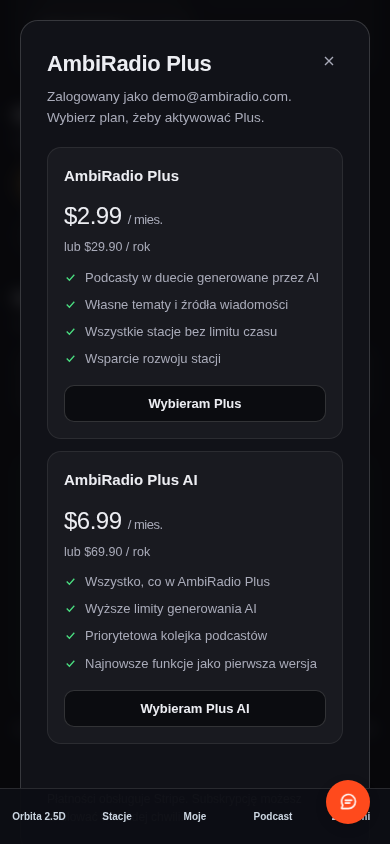 AmbiRadio Plus
Zalogowany jako demo@ambiradio.com.
Wybierz plan, żeby aktywować Plus.
AmbiRadio Plus
$2.99 / mies.
lub $29.90 / rok
Podcasty w duecie generowane przez AI
Własne tematy i źródła wiadomości
Wszystkie stacje bez limitu czasu
Wsparcie rozwoju stacji
Wybieram Plus
AmbiRadio Plus AI
$6.99 / mies.
lub $69.90 / rok
Wszystko, co w AmbiRadio Plus
Wyższe limity generowania AI
Priorytetowa kolejka podcastów
Najnowsze funkcje jako pierwsza wersja
Wybieram Plus AI
Orbita 2.5D Stacje Moje Podcast